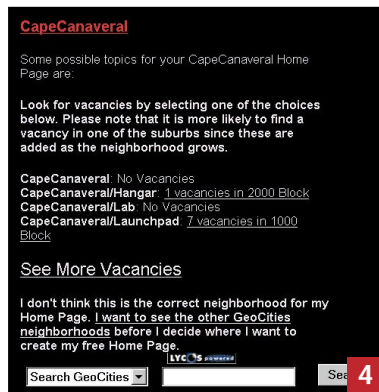 CapeCanaveral
Some possible topics for your CapeCanaveral Home
Page are:
Look for vacancies by selecting one of the choices
below. Please note that it is more likely to find a
vacancy in one of the suburbs since these are
added as the neighborhood grows.
CapeCanaveral: No Vacancies
CapeCanaveral/Hangar: 1 vacancies in 2000 Block
CapeCanaveral/Lab: No Vacancies
CapeCanaveral/Launchpad: 7 vacancies in 1000
Block
See More Vacancies
I don't think this is the correct neighborhood for my
Home Page. I want to see the other GeoCities
neighborhoods before I decide where I want to
create my free Home Page.
LYCOS powered
Search GeoCities
4